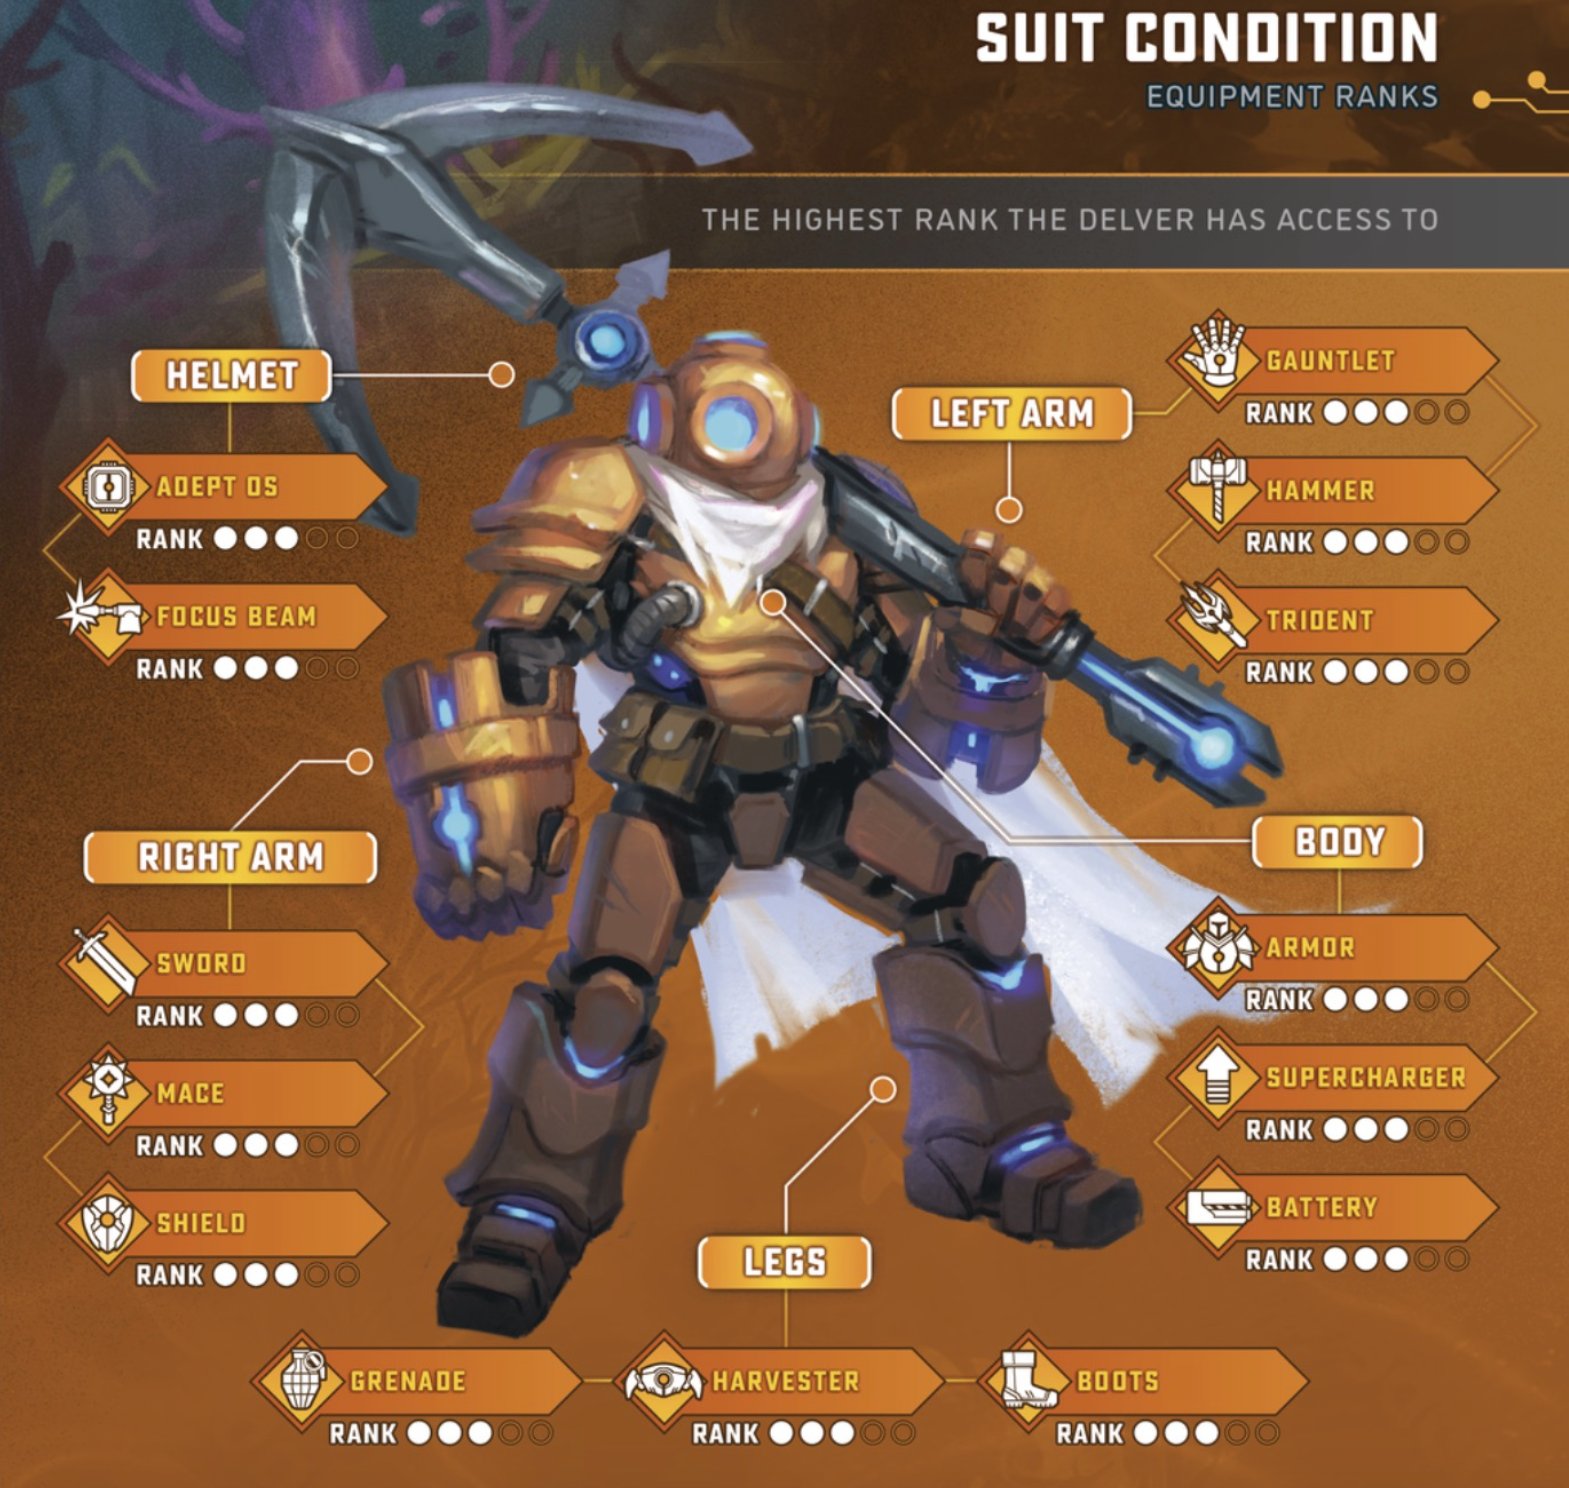 SUIT CONDITION
EQUIPMENT RANKS
THE HIGHEST RANK THE DELVER HAS ACCESS TO
HELMET
ADEPT OS
RANK
FOCUS BEAM
RANK
LEFT ARM
GAUNTLET
RANK
HAMMER
RANK
TRIDENT
RANK
RIGHT ARM
SWORD
RANK
MACE
RANK
SHIELD
RANK
BODY
ARMOR
RANK
SUPERCHARGER
RANK
BATTERY
RANK
LEGS
GRENADE
RANK
HARVESTER
RANK
BOOTS
RANK